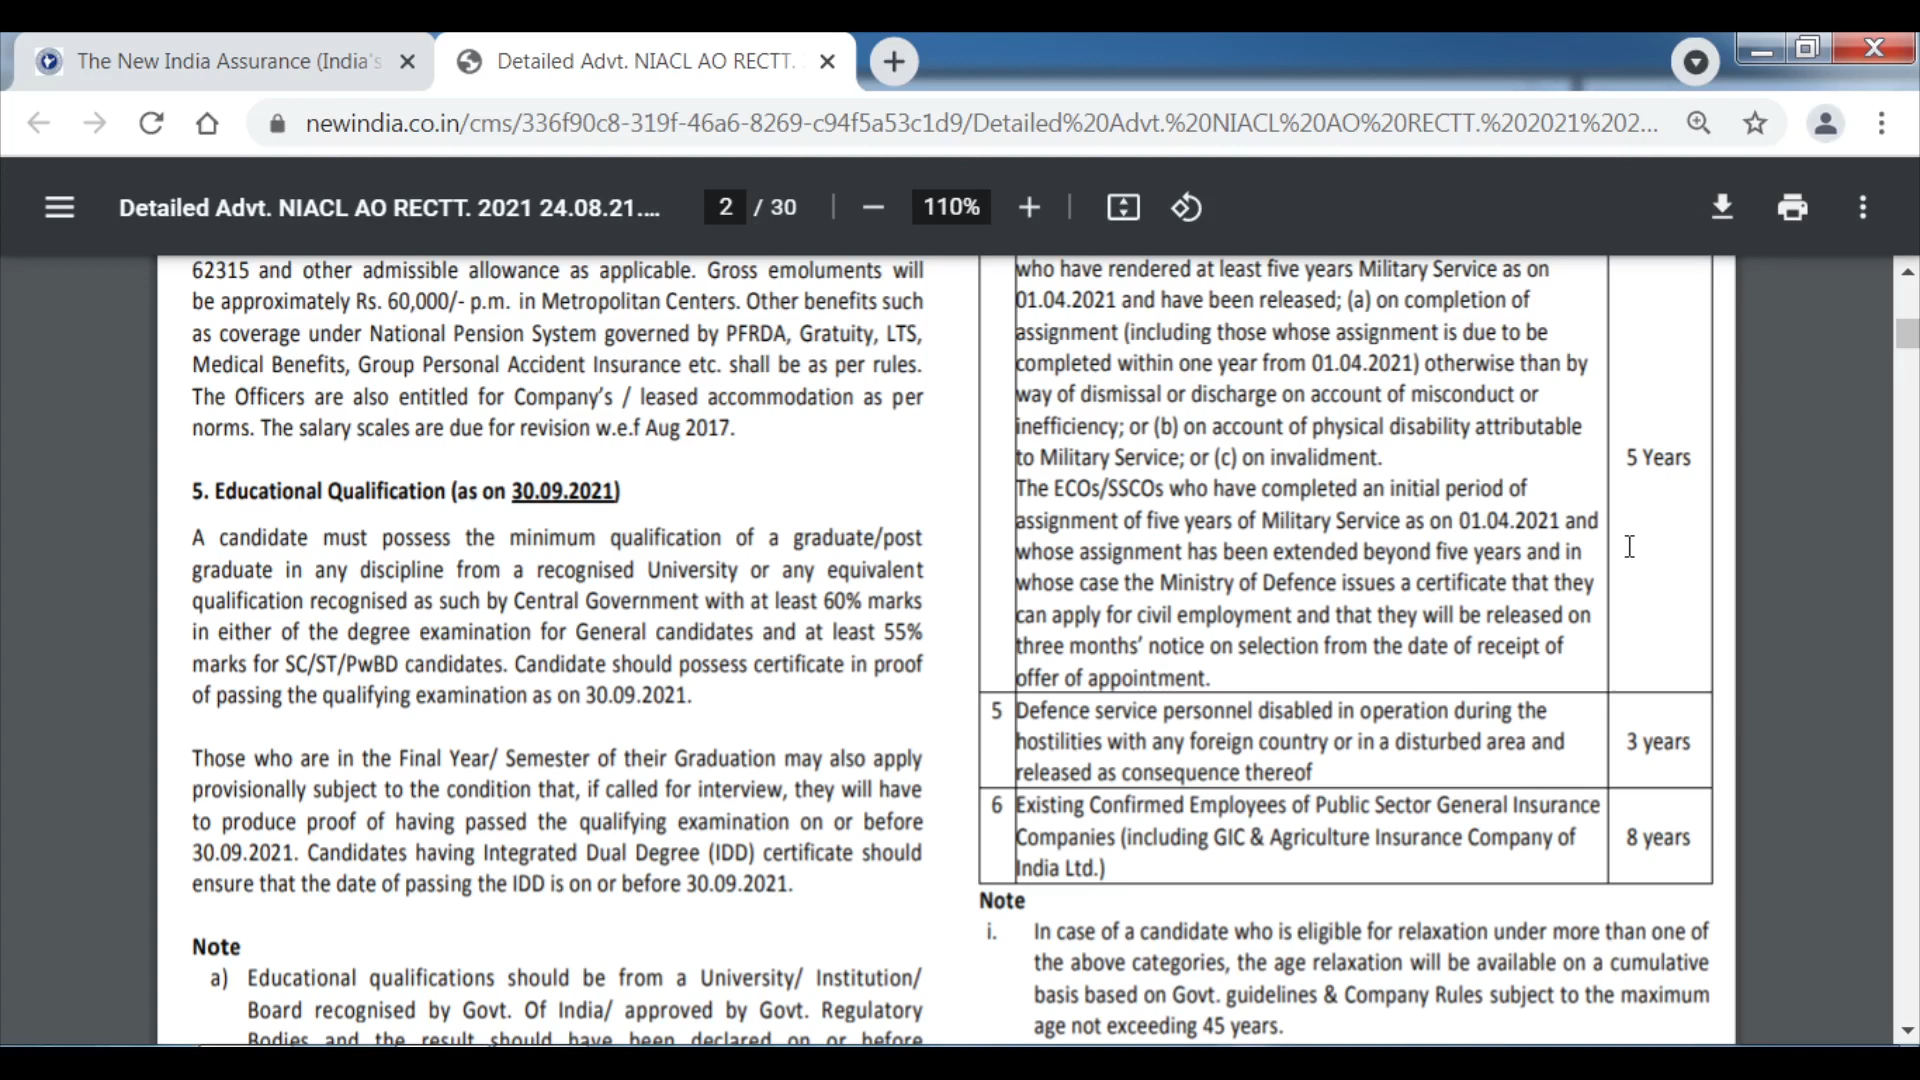 The New India Assurance (India's
Detailed Advt. NIACL AO RECTT.
newindia.co.in/cms/336f90c8-319f-46a6-8269-c94f5a53c1d9/Detailed%20Advt.%20NIACL%20AO%20RECTT.%202021%202...
Detailed Advt. NIACL AO RECTT. 2021 24.08.21....
2 / 30
110%
62315 and other admissible allowance as applicable. Gross emoluments will
be approximately Rs. 60,000/- p.m. in Metropolitan Centers. Other benefits such
as coverage under National Pension System governed by PFRDA, Gratuity, LTS,
Medical Benefits, Group Personal Accident Insurance etc. shall be as per rules.
The Officers are also entitled for Company's / leased accommodation as per
norms. The salary scales are due for revision w.e.f Aug 2017.
5. Educational Qualification (as on 30.09.2021)
A candidate must possess the minimum qualification of a graduate/post
graduate in any discipline from a recognised University or any equivalent
qualification recognised as such by Central Government with at least 60% marks
in either of the degree examination for General candidates and at least 55%
marks for SC/ST/PwBD candidates. Candidate should possess certificate in proof
of passing the qualifying examination as on 30.09.2021.
Those who are in the Final Year/ Semester of their Graduation may also apply
provisionally subject to the condition that, if called for interview, they will have
to produce proof of having passed the qualifying examination on or before
30.09.2021. Candidates having Integrated Dual Degree (IDD) certificate should
ensure that the date of passing the IDD is on or before 30.09.2021.
Note
a) Educational qualifications should be from a University/ Institution/
Board recognised by Govt. Of India/ approved by Govt. Regulatory
Bodies and the result should have been declared on or before
who have rendered at least five years Military Service as on
01.04.2021 and have been released; (a) on completion of
assignment (including those whose assignment is due to be
completed within one year from 01.04.2021) otherwise than by
way of dismissal or discharge on account of misconduct or
inefficiency; or (b) on account of physical disability attributable
to Military Service; or (c) on invalidment.
The ECOs/SSCOs who have completed an initial period of
assignment of five years of Military Service as on 01.04.2021 and
whose assignment has been extended beyond five years and in
whose case the Ministry of Defence issues a certificate that they
can apply for civil employment and that they will be released on
three months' notice on selection from the date of receipt of
offer of appointment.
5 Years
5 Defence service personnel disabled in operation during the
hostilities with any foreign country or in a disturbed area and
released as consequence thereof
3 years
6 Existing Confirmed Employees of Public Sector General Insurance
Companies (including GIC & Agriculture Insurance Company of
India Ltd.)
8 years
Note
i. In case of a candidate who is eligible for relaxation under more than one of
the above categories, the age relaxation will be available on a cumulative
basis based on Govt. guidelines & Company Rules subject to the maximum
age not exceeding 45 years.